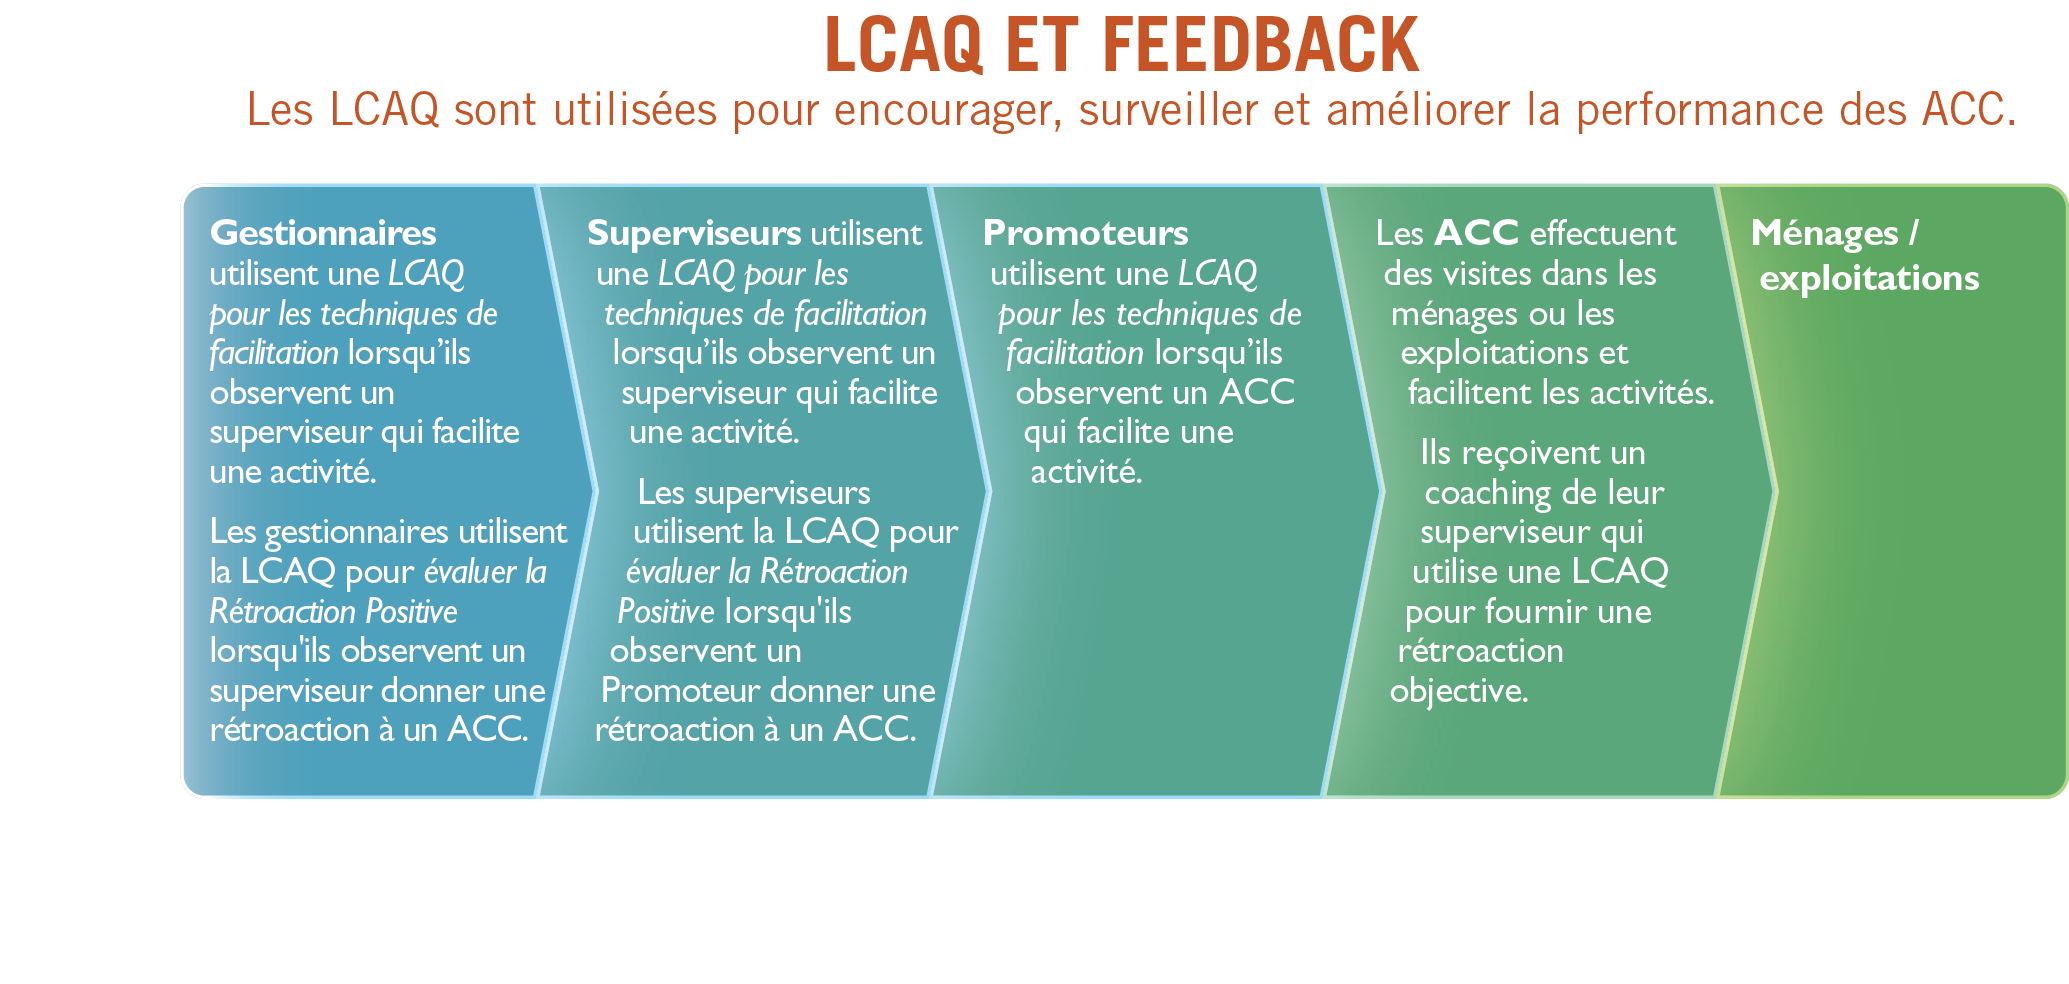 LCAQ ET FEEDBACK
Les LCAQ sont utilisées pour encourager, surveiller et améliorer la performance des ACC.
Gestionnaires
utilisent une LCAQ
pour les techniques de
facilitation lorsqu’ils
observent un
superviseur qui facilite
une activité.
Les gestionnaires utilisent
la LCAQ pour évaluer la
Rétroaction Positive
lorsqu'ils observent un
superviseur donner une
rétroaction à un ACC.
Superviseurs utilisent
une LCAQ pour les
techniques de facilitation
lorsqu’ils observent un
superviseur qui facilite
une activité.
Les superviseurs
utilisent la LCAQ pour
évaluer la Rétroaction
Positive lorsqu'ils
observent un
Promoteur donner une
rétroaction à un ACC.
Promoteurs
utilisent une LCAQ
pour les techniques de
facilitation lorsqu’ils
observent un ACC
qui facilite une
activité.
Les ACC effectuent
des visites dans les
ménages ou les
exploitations et
facilitent les activités.
Ils reçoivent un
coaching de leur
superviseur qui
utilise une LCAQ
pour fournir une
rétroaction
objective.
Ménages /
exploitations